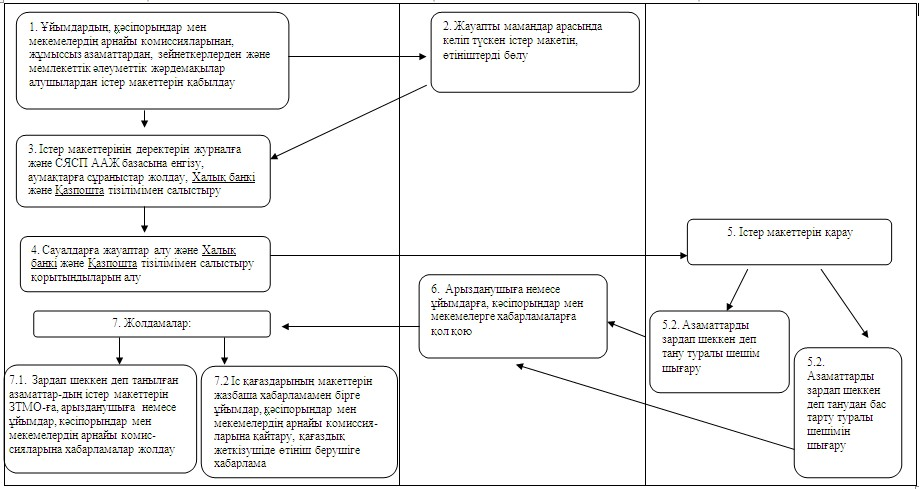 1. Ұйымдардың, кәсіпорындар мен
мекемелердің арнайы комиссияларынан,
жұмыссыз азаматтардан, зейнеткерлерден және
мемлекеттік әлеуметтік жәрдемақылар
алушылардан істер макеттерін қабылдау
2. Жауапты мамандар арасында
келіп түскен істер макетін,
өтініштерді бөлу
3. Істер макеттерінің деректерін журналға
және СЯСП ААЖ базасына енгізу,
аумақтарға сұраныстар жолдау, Халық банкі
және Қазпошта тізілімімен салыстыру
4. Сауалдарға жауаптар алу және Халық
банкі және Қазпошта тізілімімен салыстыру
қорытындыларын алу
5. Істер макеттерін қарау
5.2. Азаматтарды
зардап шеккен деп
тану туралы шешім
шығару
5.2.
Азаматтарды
зардап шеккен
деп танудан бас
тарту туралы
шешімін
шығару
6. Арызданушыға немесе
ұйымдарға, кәсіпорындар мен
мекемелерге хабарламаларға
қол қою
7. Жолдамалар:
7.1. Зардап шеккен деп танылған
азаматтар-дың істер макеттерін
ЗТМО-ға, арызданушыға немесе
ұйымдар, кәсіпорындар мен
мекемелердің арнайы комис-
сияларына хабарламалар жолдау
7.2 Іс қағаздарының макеттерін
жазбаша хабарламамен бірге
ұйымдар, кәсіпорындар мен
мекемелердің арнайы комиссия-
ларына қайтару, қағаздық
жеткізушіде өтініш берушіге
хабарлама